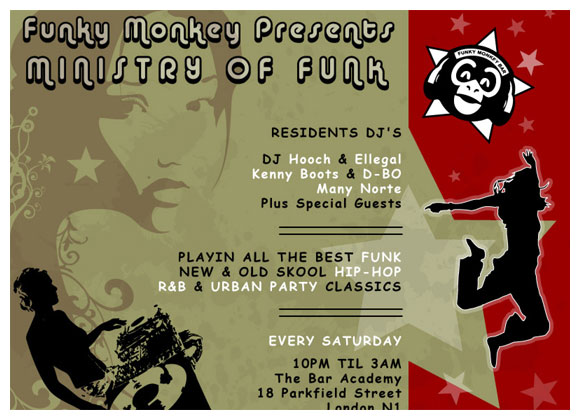 Funky Monkey Presents
MINISTRY OF FUNK
FUNKY MONKEY BAR
RESIDENTS DJ'S
DJ Hooch & Ellegal
Kenny Boots & D-BO
Many Norte
Plus Special Guests
PLAYIN ALL THE BEST FUNK
NEW & OLD SKOOL HIP-HOP
R&B & URBAN PARTY CLASSICS
EVERY SATURDAY
10PM TIL 3AM
The Bar Academy
18 Parkfield Street
London N1